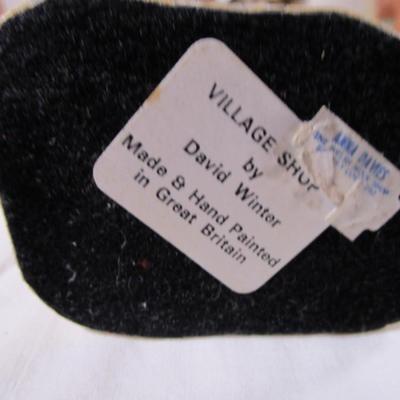 VILLAGE SHOP
by
David Winter
Made & Hand Painted
in Great Britain
ANNA DAVIES